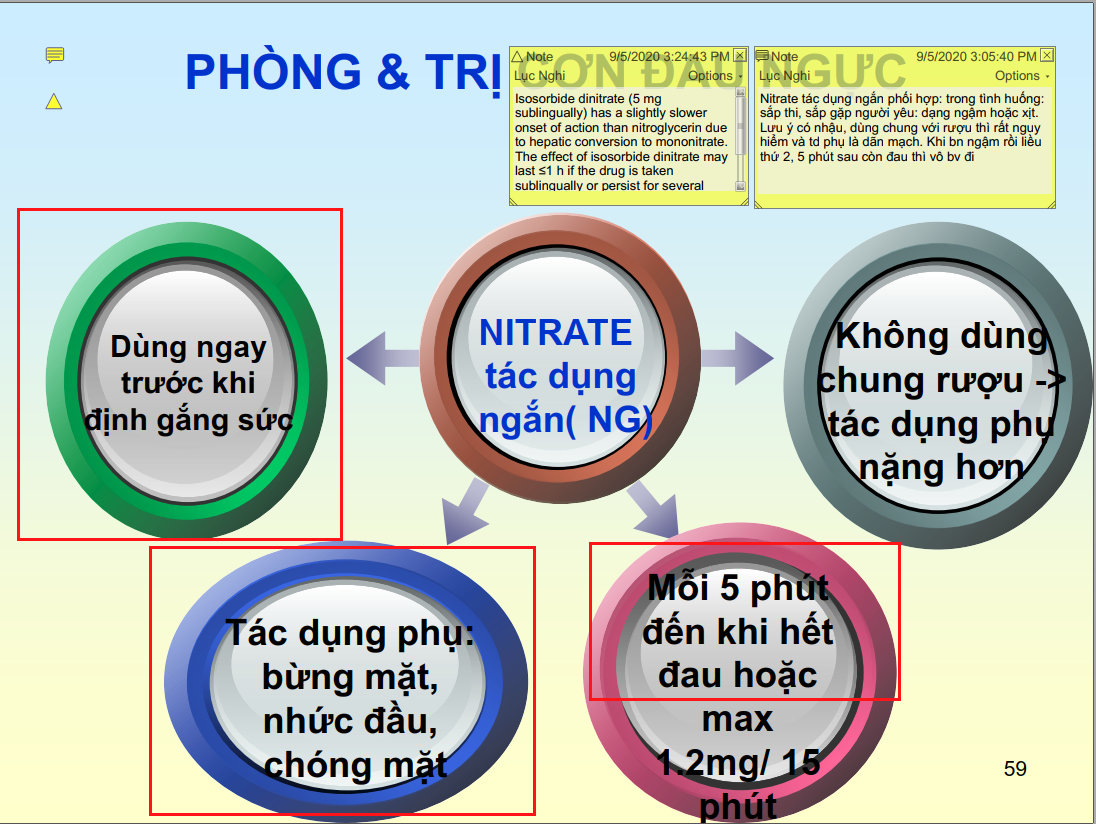 PHÒNG & TRỊ CƠN ĐAU NGỰC
Note 9/5/2020 3:24:43 PM
Lục Nghi Options
Isosorbide dinitrate (5 mg
sublingually) has a slightly slower
onset of action than nitroglycerin due
to hepatic conversion to mononitrate.
The effect of isosorbide dinitrate may
last ≤1 h if the drug is taken
sublingually or persist for several
Note 9/5/2020 3:05:40 PM
Lục Nghi Options
Nitrate tác dụng ngắn phối hợp: trong tình huống:
sắp thi, sắp gặp người yêu: dạng ngậm hoặc xịt.
Lưu ý có nhậu, dùng chung với rượu thì rất nguy
hiểm và td phụ là dãn mạch. Khi bn ngậm rồi liều
thứ 2, 5 phút sau còn đau thì vô bv đi
Dùng ngay
trước khi
định gắng sức
NITRATE
tác dụng
ngắn( NG)
Không dùng
chung rượu ->
tác dụng phụ
nặng hơn
Tác dụng phụ:
bừng mặt,
nhức đầu,
chóng mặt
Mỗi 5 phút
đến khi hết
đau hoặc
max
1.2mg/ 15
phút
59